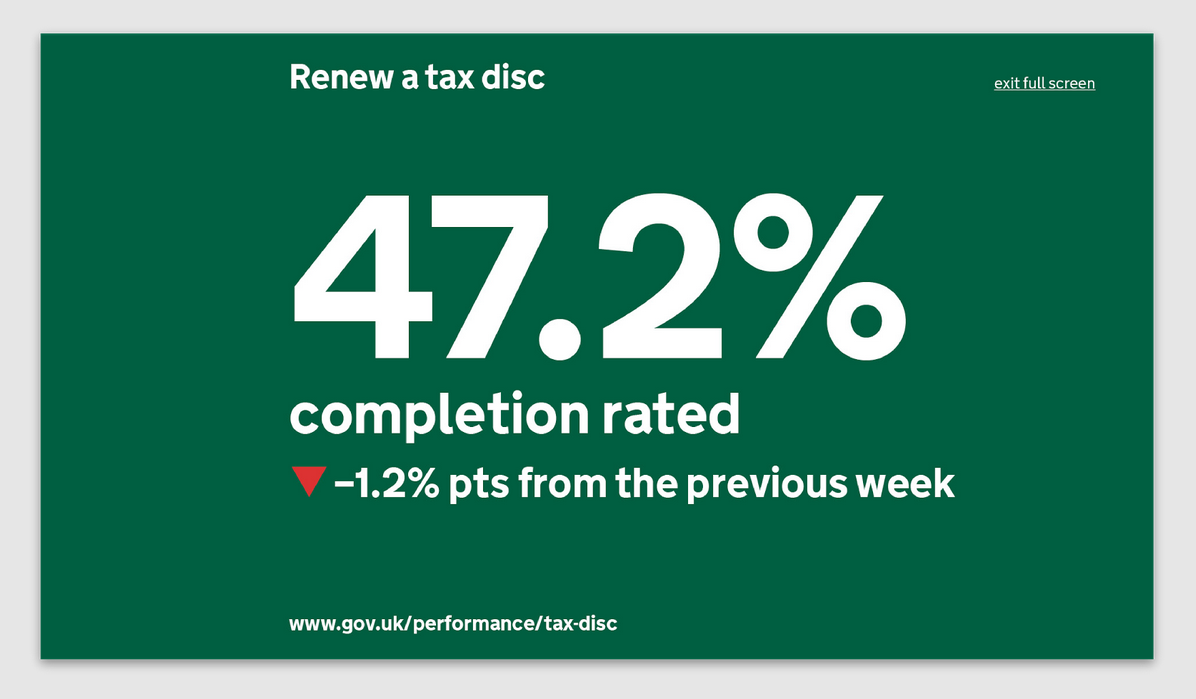 Renew a tax disc
exit full screen
47.2%
completion rated
–1.2% pts from the previous week
www.gov.uk/performance/tax-disc